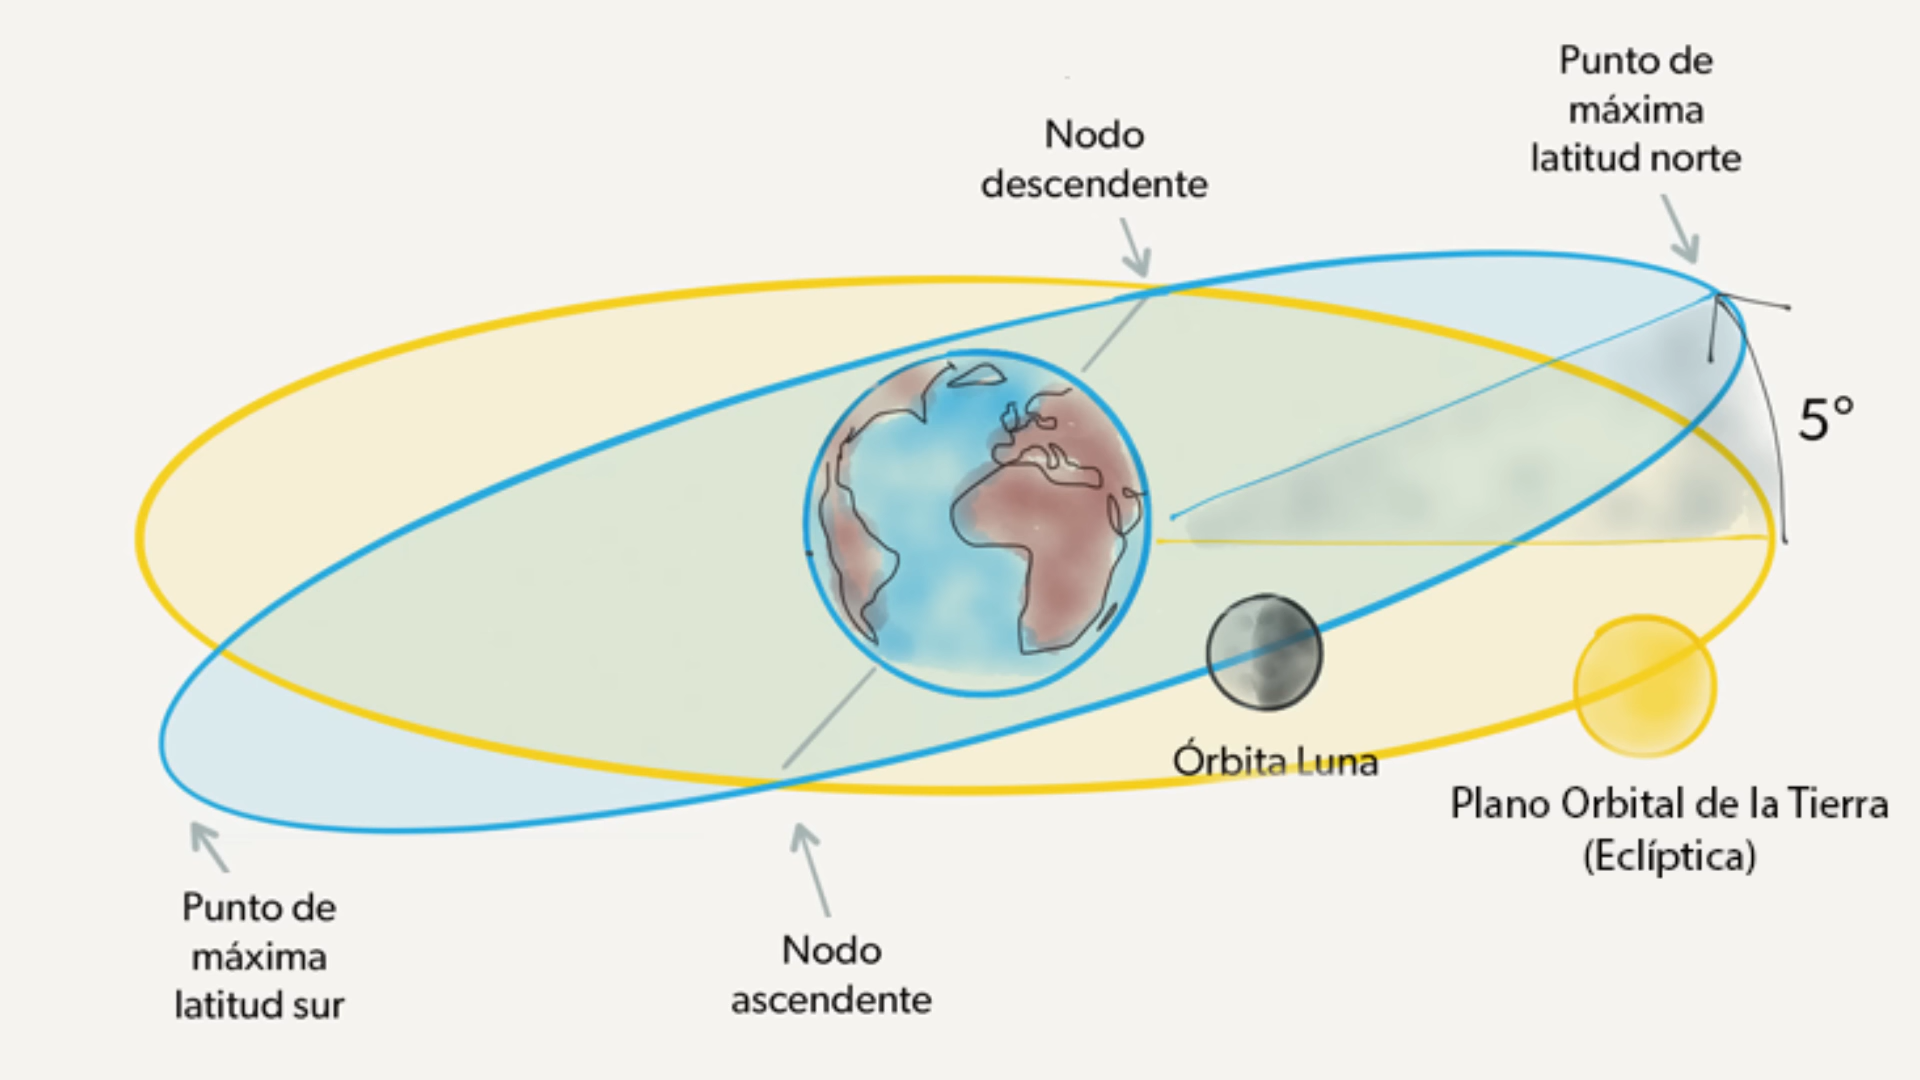 Punto de
máxima
latitud norte
Nodo
descendente
5°
Órbita Luna
Plano Orbital de la Tierra
(Eclíptica)
Punto de
máxima
latitud sur
Nodo
ascendente